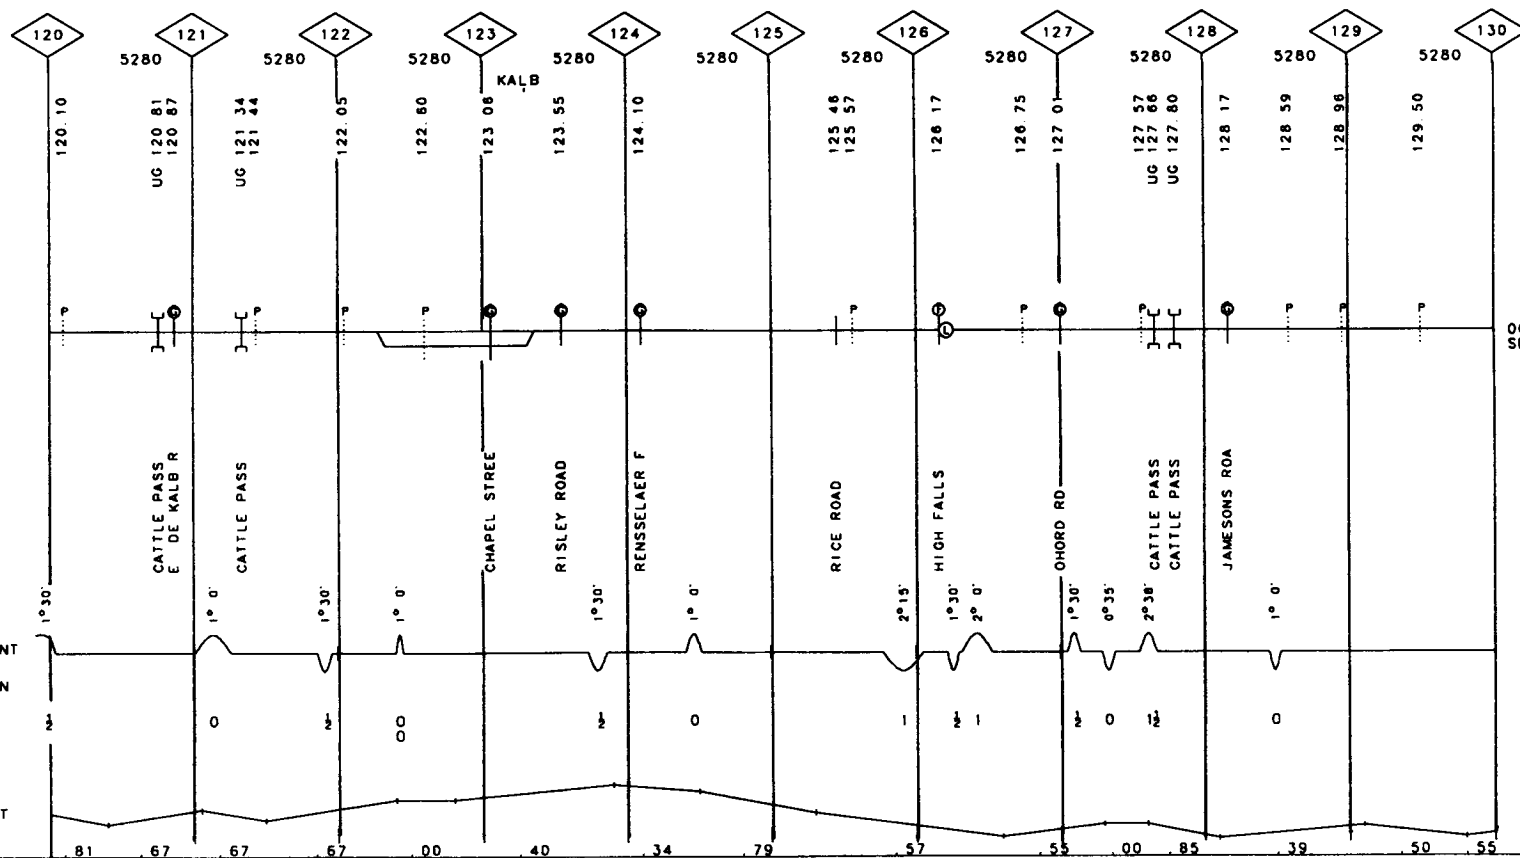 120 121 122 123 124 125 126 127 128 129 130
5280 5280 5280 5280 5280 5280 5280 5280 5280 5280
KALB
120.10
UG 120 81
120 87
UG 121 34
121 44
122.05
122.60
123 06
123.55
124.10
125 46
125 57
126 17
126.75
127 01
127 57
UG 127 66
UG 127.80
128 17
128 59
128 96
129.50
P P P P P P P P P P
L
CATTLE PASS
E DE KALB R
CATTLE PASS
CHAPEL STREE
RISLEY ROAD
RENSSELAER F
RICE ROAD
HIGH FALLS
OHORD RD
CATTLE PASS
CATTLE PASS
JAMESONS ROA
1°30' 1° 0' 1°30' 1° 0' 1°30' 1° 0' 2°15' 1°30' 2° 0' 1°30' 0°35' 2°38' 1° 0'
NT
N
½ 0 ½ 0 ½ 0 1 ½ 1 ½ 0 1½ 0
0
T
81 67 67 67 00 40 34 79 57 55 00 85 39 50 55